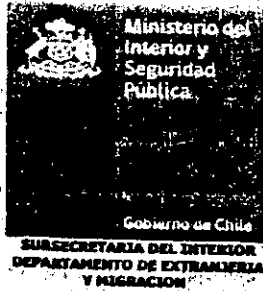 Ministerio del
Interior y
Seguridad
Pública
Gobierno de Chile
SUBSECRETARIA DEL INTERIOR
DEPARTAMENTO DE EXTRANJERIA
Y MIGRACION